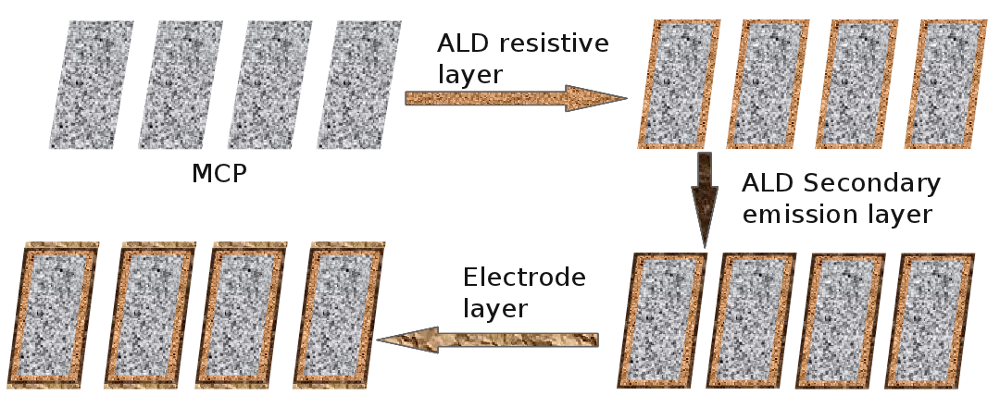 ALD resistive
layer
MCP
ALD Secondary
emission layer
Electrode
layer